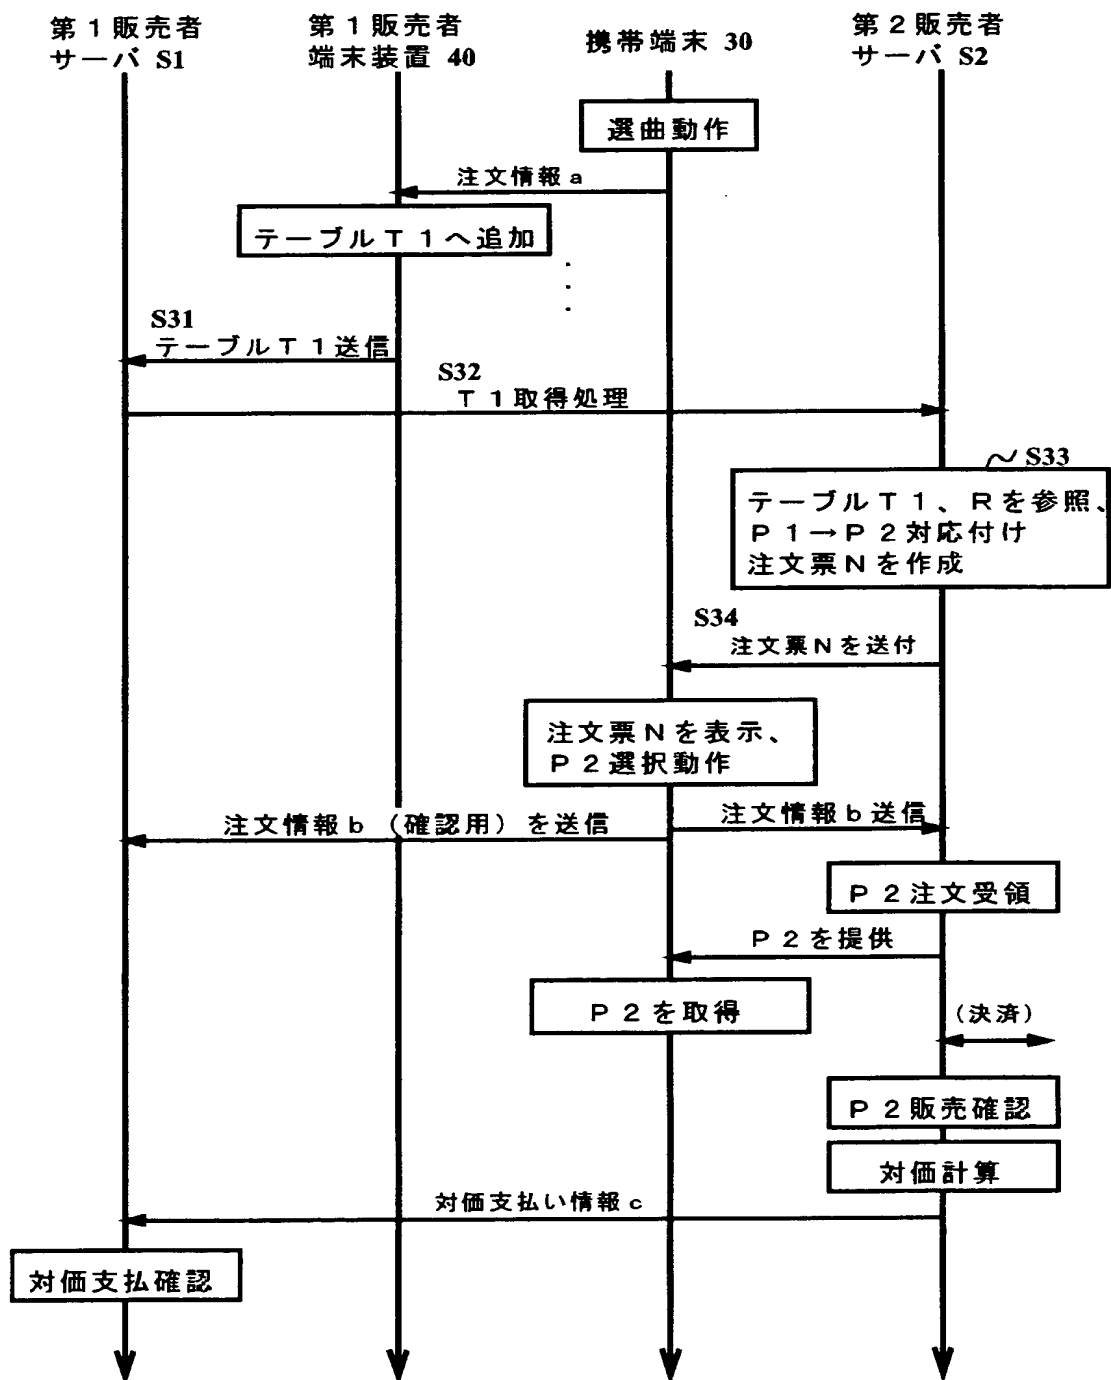 第１販売者
サーバ S1
第１販売者
端末装置 40
携帯端末 30
第２販売者
サーバ S2
選曲動作
注文情報 a
テーブルＴ１へ追加
S31
テーブルＴ１送信
S32
Ｔ１取得処理
S33
テーブルＴ１、Ｒを参照、
Ｐ１→Ｐ２対応付け
注文票Ｎを作成
S34
注文票Ｎを送付
注文票Ｎを表示、
Ｐ２選択動作
注文情報ｂ（確認用）を送信
注文情報ｂ送信
Ｐ２注文受領
Ｐ２を提供
Ｐ２を取得
（決済）
Ｐ２販売確認
対価計算
対価支払い情報ｃ
対価支払確認